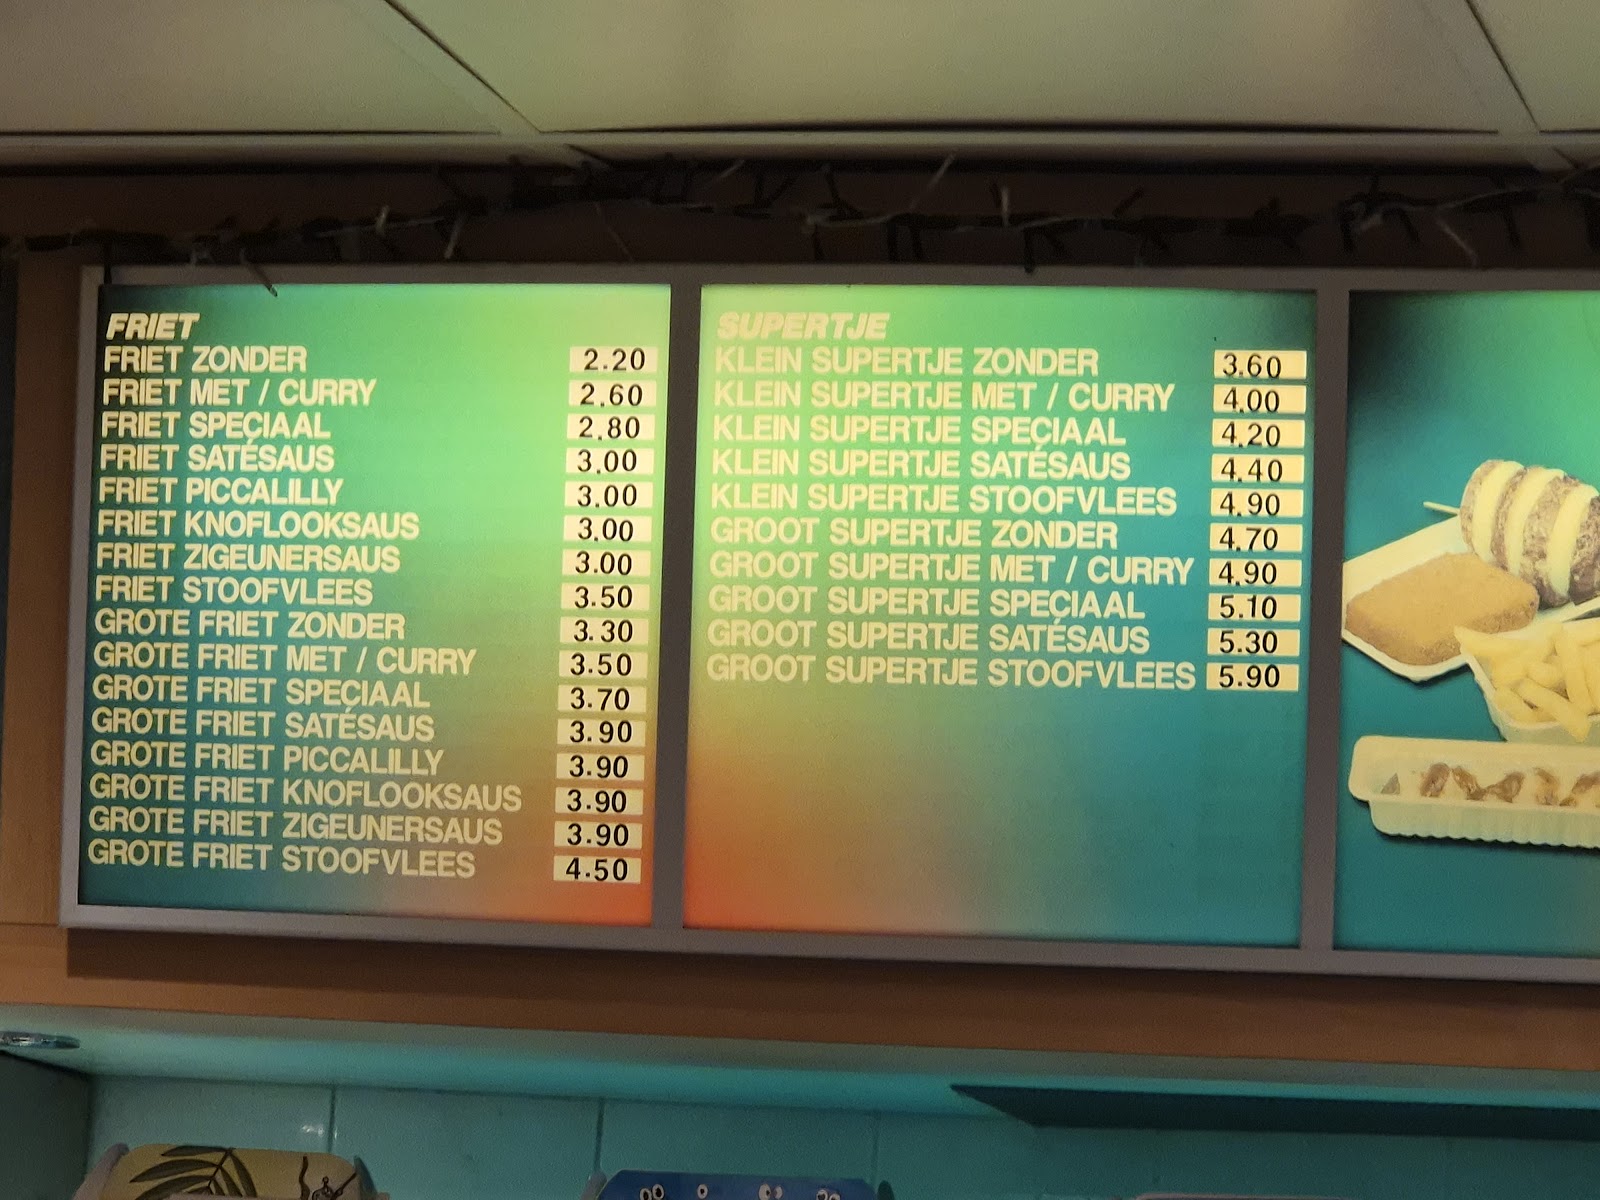 FRIET
FRIET ZONDER 2.20
FRIET MET / CURRY 2.60
FRIET SPECIAAL 2.80
FRIET SATÉSAUS 3.00
FRIET PICCALILLY 3.00
FRIET KNOFLOOKSAUS 3.00
FRIET ZIGEUNERSAUS 3.00
FRIET STOOFVLEES 3.50
GROTE FRIET ZONDER 3.30
GROTE FRIET MET / CURRY 3.50
GROTE FRIET SPECIAAL 3.70
GROTE FRIET SATÉSAUS 3.90
GROTE FRIET PICCALILLY 3.90
GROTE FRIET KNOFLOOKSAUS 3.90
GROTE FRIET ZIGEUNERSAUS 3.90
GROTE FRIET STOOFVLEES 4.50
SUPERTJE
KLEIN SUPERTJE ZONDER 3.60
KLEIN SUPERTJE MET / CURRY 4.00
KLEIN SUPERTJE SPECIAAL 4.20
KLEIN SUPERTJE SATÉSAUS 4.40
KLEIN SUPERTJE STOOFVLEES 4.90
GROOT SUPERTJE ZONDER 4.70
GROOT SUPERTJE MET / CURRY 4.90
GROOT SUPERTJE SPECIAAL 5.10
GROOT SUPERTJE SATÉSAUS 5.30
GROOT SUPERTJE STOOFVLEES 5.90